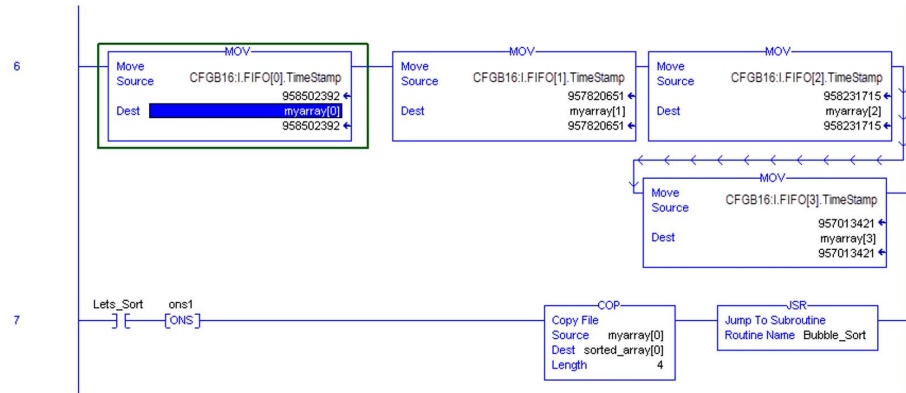 6
MOV
Move
Source CFGB16:I.FIFO[0].TimeStamp
958502392
Dest myarray[0]
958502392
MOV
Move
Source CFGB16:I.FIFO[1].TimeStamp
957820651
Dest myarray[1]
957820651
MOV
Move
Source CFGB16:I.FIFO[2].TimeStamp
958231715
Dest myarray[2]
958231715
MOV
Move
Source CFGB16:I.FIFO[3].TimeStamp
957013421
Dest myarray[3]
957013421
7
Lets_Sort
ons1
ONS
COP
Copy File
Source myarray[0]
Dest sorted_array[0]
Length 4
JSR
Jump To Subroutine
Routine Name Bubble_Sort